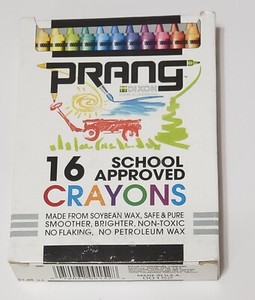 PRANG
DIXON
16 SCHOOL APPROVED
CRAYONS
MADE FROM SOYBEAN WAX, SAFE & PURE
SMOOTHER, BRIGHTER, NON-TOXIC
NO FLAKING, NO PETROLEUM WAX